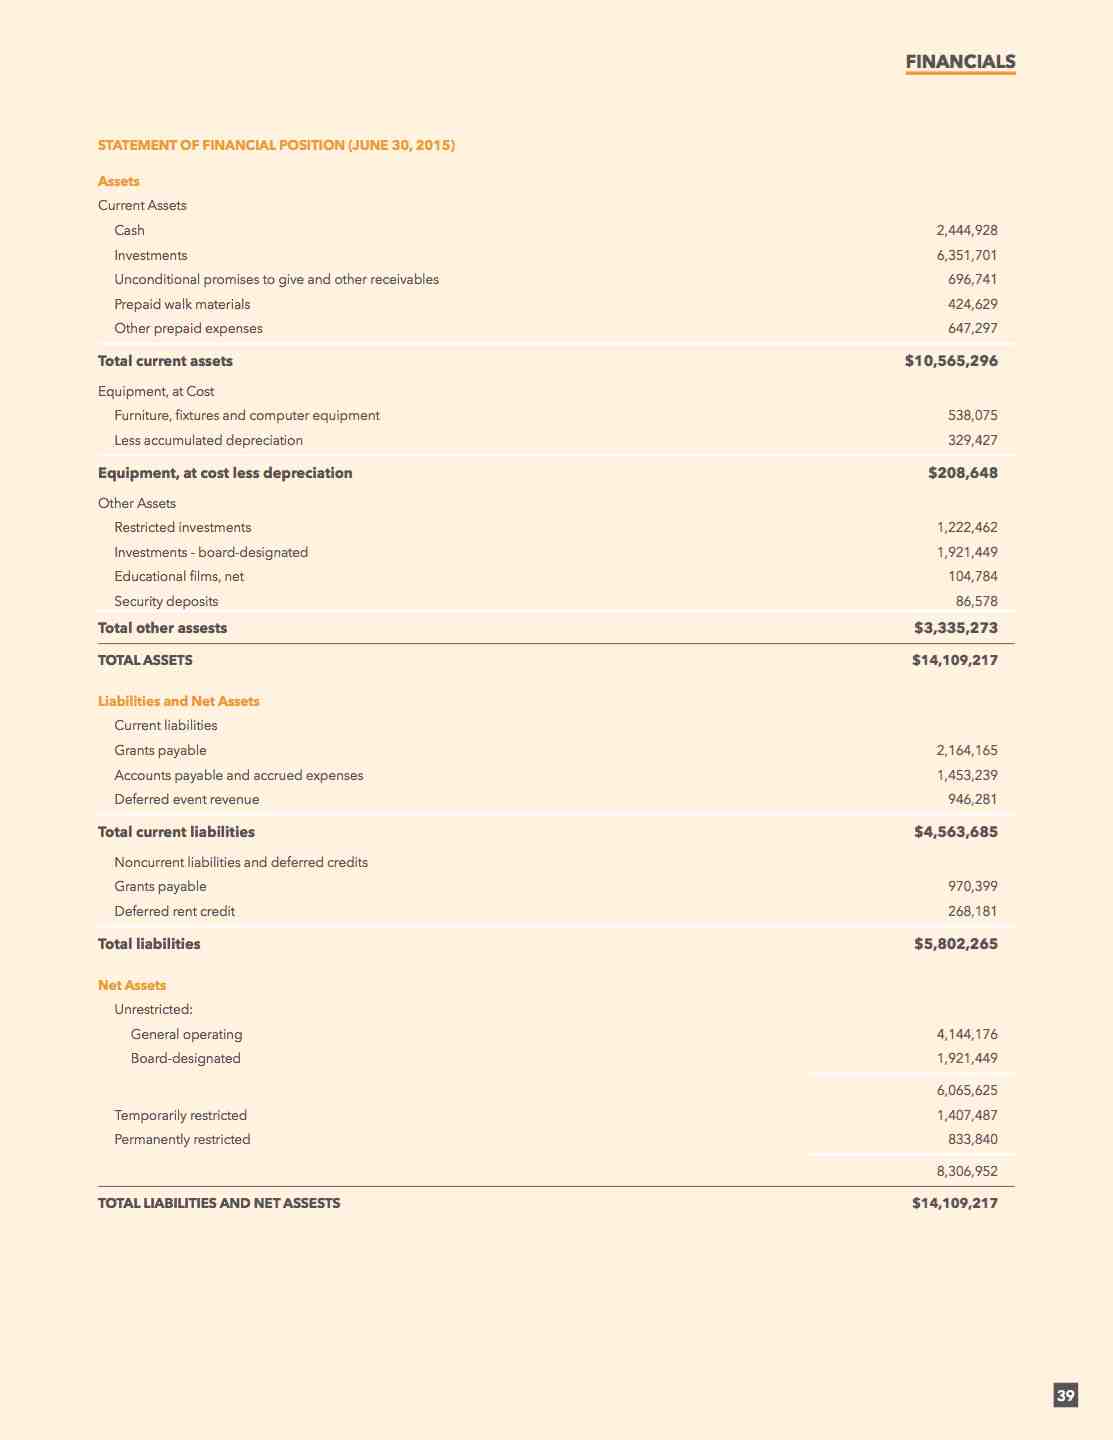 FINANCIALS
STATEMENT OF FINANCIAL POSITION (JUNE 30, 2015)
Assets
Current Assets
Cash 2,444,928
Investments 6,351,701
Unconditional promises to give and other receivables 696,741
Prepaid walk materials 424,629
Other prepaid expenses 647,297
Total current assets $10,565,296
Equipment, at Cost
Furniture, fixtures and computer equipment 538,075
Less accumulated depreciation 329,427
Equipment, at cost less depreciation $208,648
Other Assets
Restricted investments 1,222,462
Investments - board-designated 1,921,449
Educational films, net 104,784
Security deposits 86,578
Total other assests $3,335,273
TOTAL ASSETS $14,109,217
Liabilities and Net Assets
Current liabilities
Grants payable 2,164,165
Accounts payable and accrued expenses 1,453,239
Deferred event revenue 946,281
Total current liabilities $4,563,685
Noncurrent liabilities and deferred credits
Grants payable 970,399
Deferred rent credit 268,181
Total liabilities $5,802,265
Net Assets
Unrestricted:
General operating 4,144,176
Board-designated 1,921,449
6,065,625
Temporarily restricted 1,407,487
Permanently restricted 833,840
8,306,952
TOTAL LIABILITIES AND NET ASSESTS $14,109,217
39